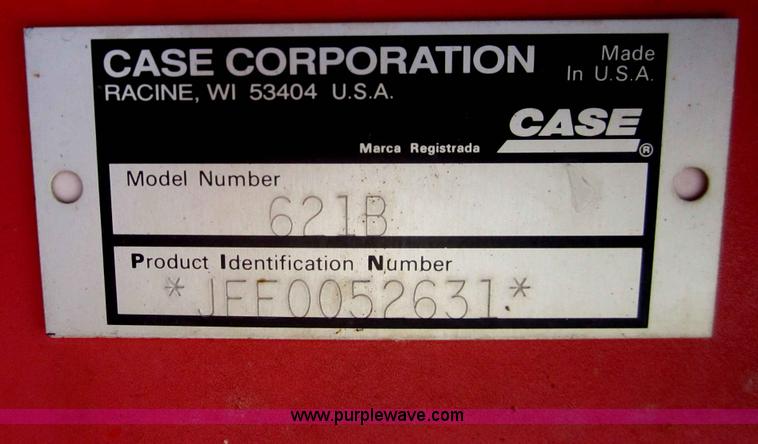 CASE CORPORATION
RACINE, WI 53404 U.S.A.
Made
In U.S.A.
Marca Registrada
CASE®
Model Number
621B
Product Identification Number
*JEE0052631*
www.purplewave.com